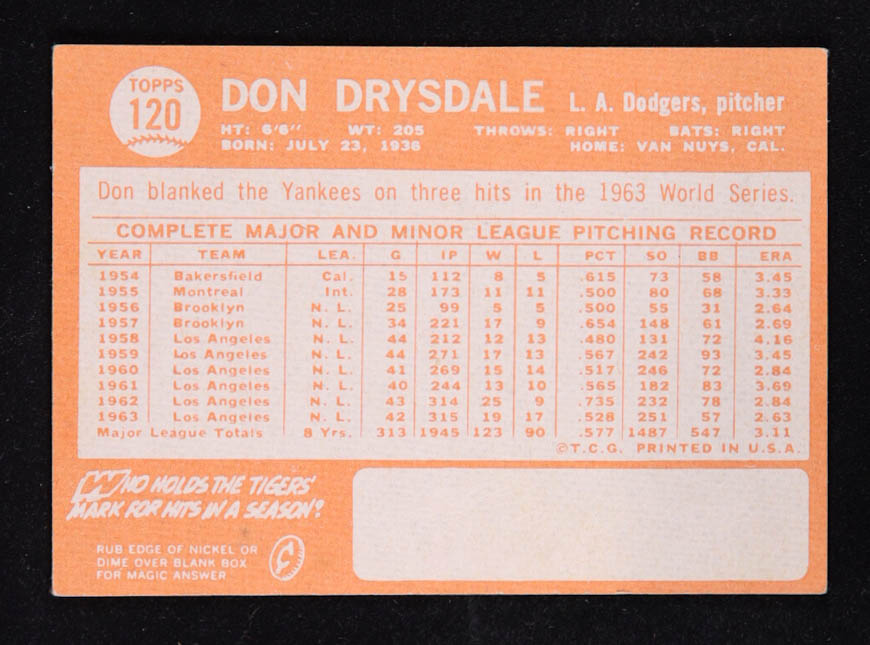 TOPPS
120
DON DRYSDALE L. A. Dodgers, pitcher
HT: 6'6" WT: 205 THROWS: RIGHT BATS: RIGHT
BORN: JULY 23, 1936 HOME: VAN NUYS, CAL.
Don blanked the Yankees on three hits in the 1963 World Series.
COMPLETE MAJOR AND MINOR LEAGUE PITCHING RECORD
YEAR TEAM LEA. G IP W L PCT SO BB ERA
1954 Bakersfield Cal. 15 112 8 5 .615 73 58 3.45
1955 Montreal Int. 28 173 11 11 .500 80 68 3.33
1956 Brooklyn N. L. 25 99 5 5 .500 55 31 2.64
1957 Brooklyn N. L. 34 221 17 9 .654 148 61 2.69
1958 Los Angeles N. L. 44 212 12 13 .480 131 72 4.16
1959 Los Angeles N. L. 44 271 17 13 .567 242 93 3.45
1960 Los Angeles N. L. 41 269 15 14 .517 246 72 2.84
1961 Los Angeles N. L. 40 244 13 10 .565 182 83 3.69
1962 Los Angeles N. L. 43 314 25 9 .735 232 78 2.84
1963 Los Angeles N. L. 42 315 19 17 .528 251 57 2.63
Major League Totals 8 Yrs. 313 1945 123 90 .577 1487 547 3.11
©T.C.G. PRINTED IN U.S.A.
WHO HOLDS THE TIGERS'
MARK FOR HITS IN A SEASON?
RUB EDGE OF NICKEL OR
DIME OVER BLANK BOX
FOR MAGIC ANSWER